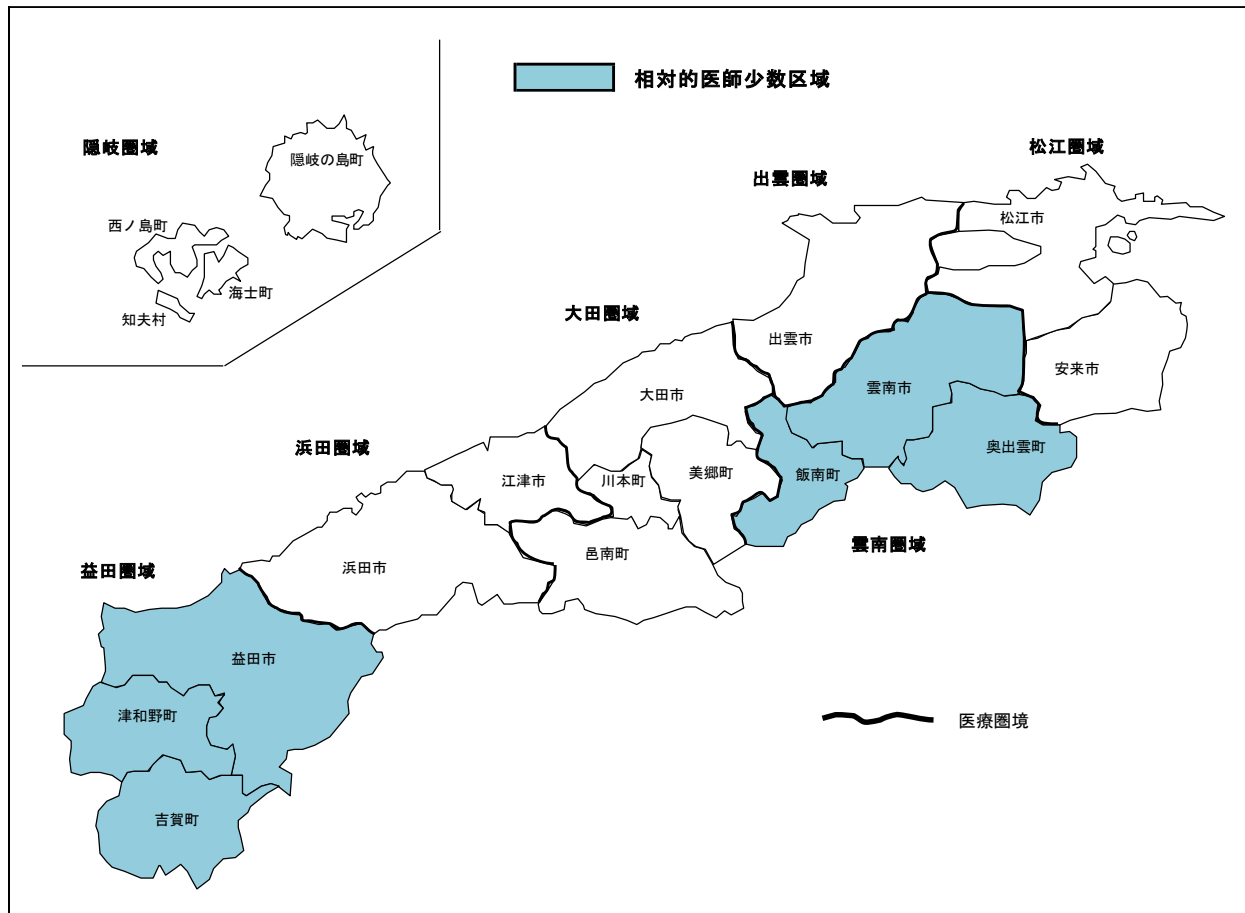 相対的医師少数区域
隠岐圏域
隠岐の島町
西ノ島町
海士町
知夫村
松江圏域
出雲圏域
松江市
大田圏域
出雲市
安来市
雲南市
大田市
奥出雲町
浜田圏域
江津市
川本町
美郷町
飯南町
雲南圏域
邑南町
浜田市
益田圏域
益田市
津和野町
医療圏境
吉賀町